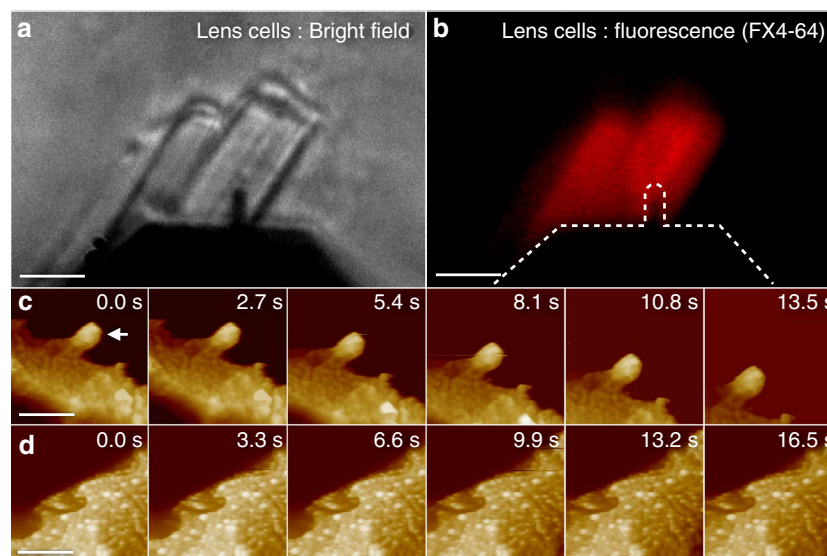 a Lens cells : Bright field
b Lens cells : fluorescence (FX4-64)
c 0.0 s 2.7 s 5.4 s 8.1 s 10.8 s 13.5 s
d 0.0 s 3.3 s 6.6 s 9.9 s 13.2 s 16.5 s